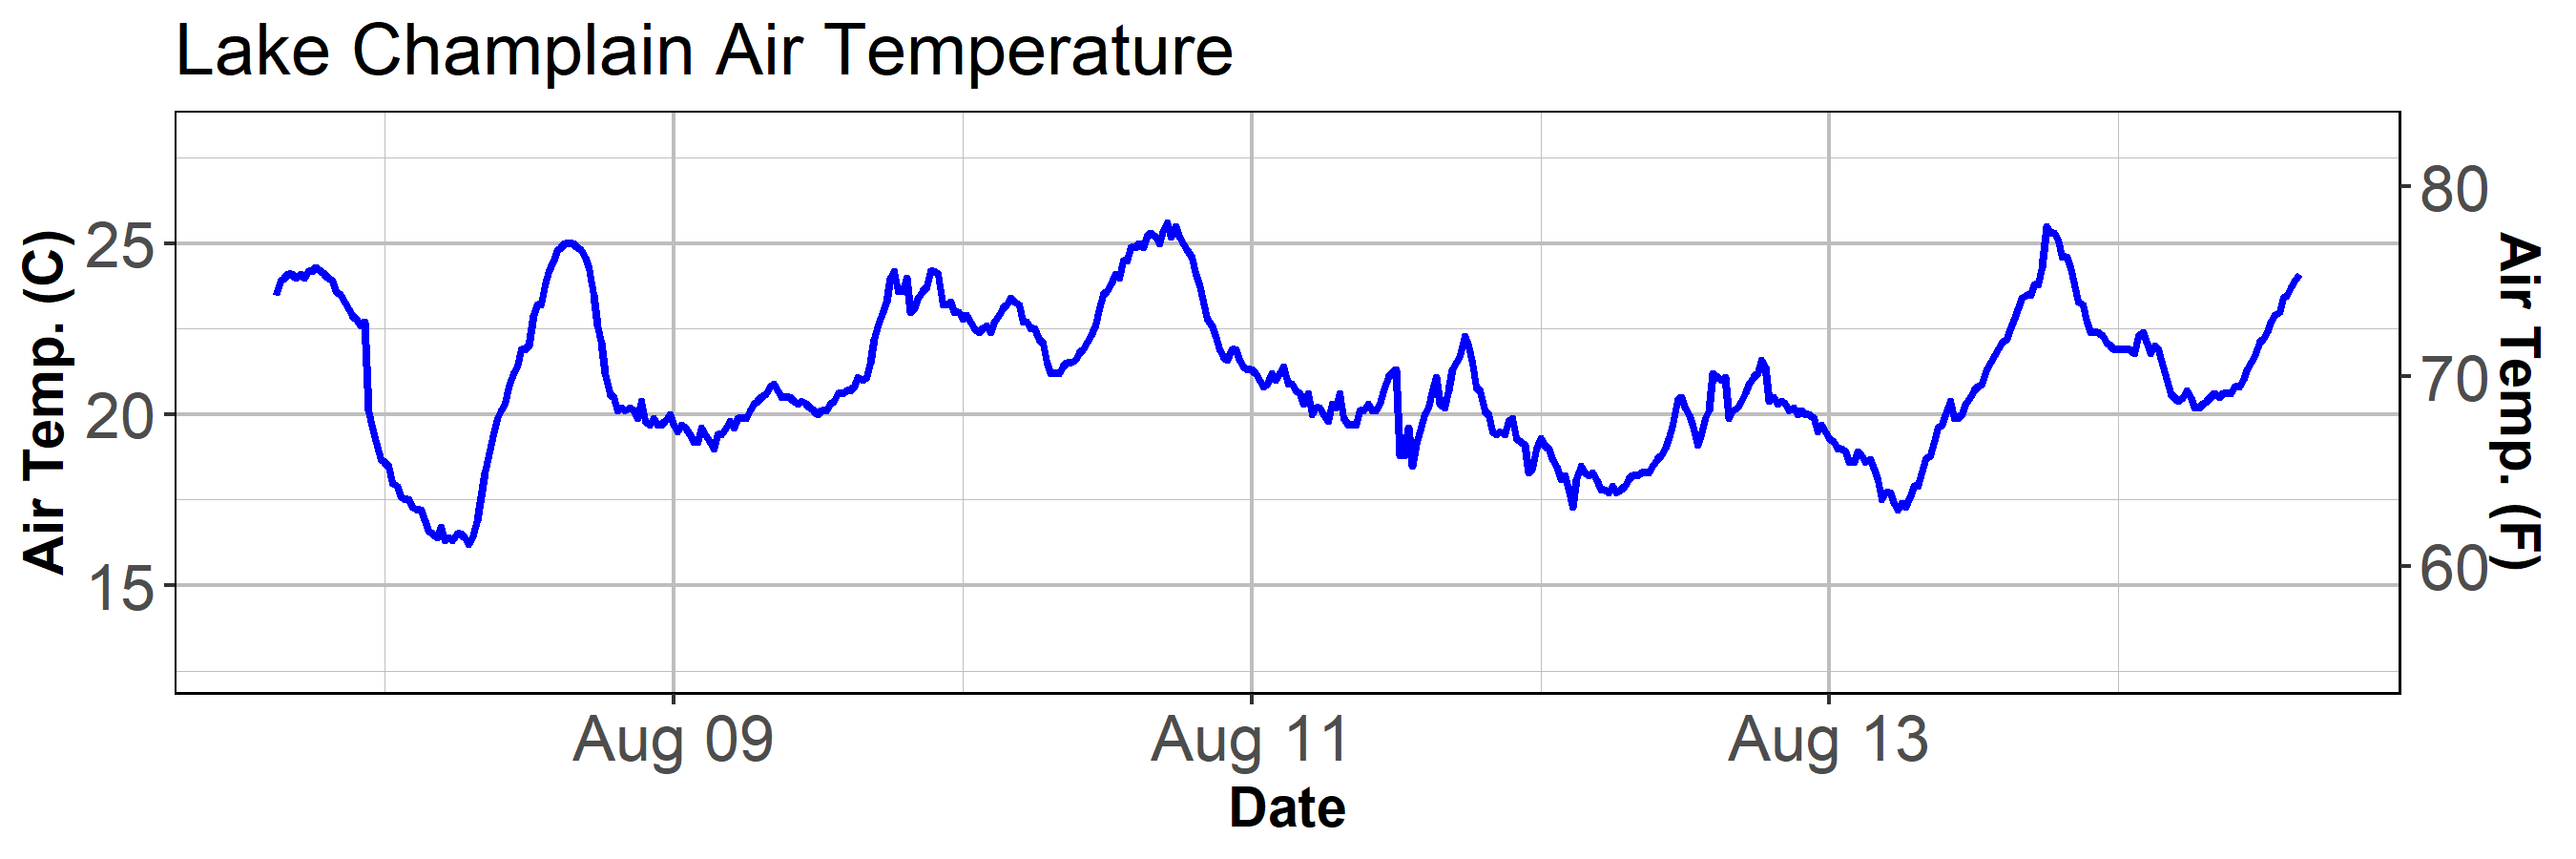 Lake Champlain Air Temperature
Air Temp. (C)
25
20
15
80
70
60
Air Temp. (F)
Aug 09
Aug 11
Aug 13
Date